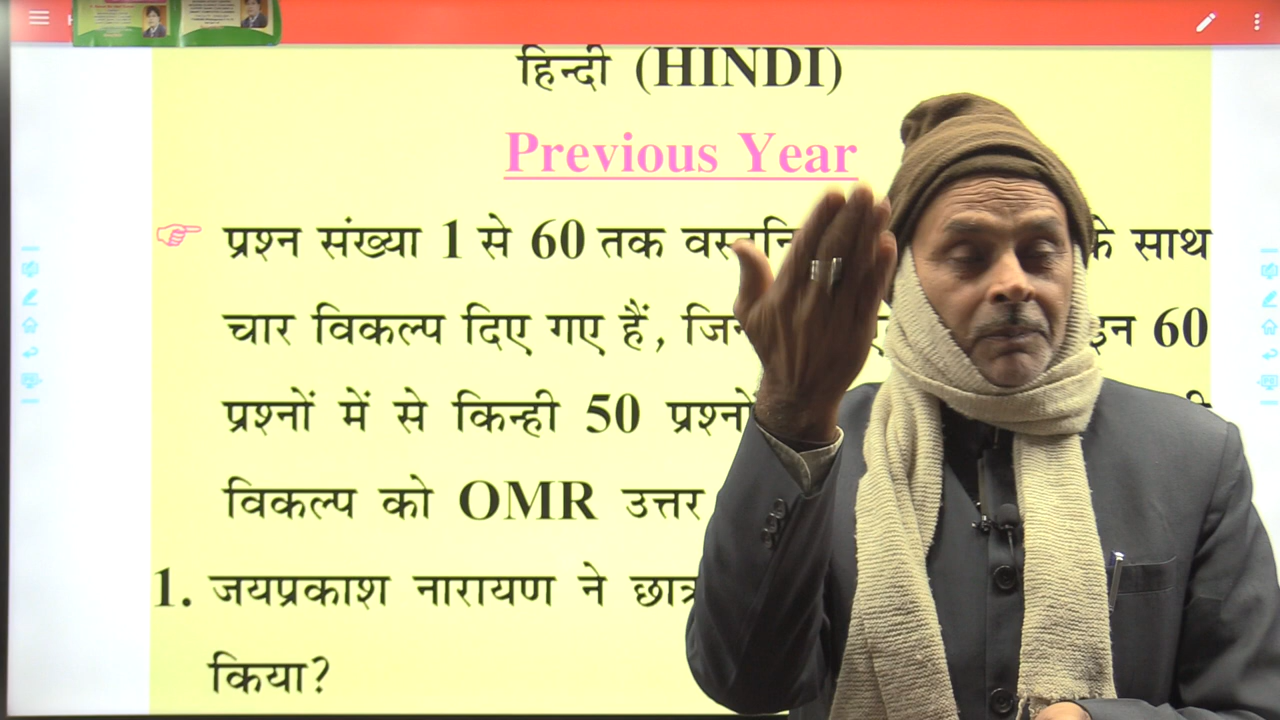 हिन्दी (HINDI)
Previous Year
प्रश्न संख्या 1 से 60 तक के साथ
चार विकल्प दिए गए हैं, इन 60
प्रश्नों में से किन्ही 50 प्रश्नों
विकल्प को OMR उत्तर
1. जयप्रकाश नारायण ने
किया?